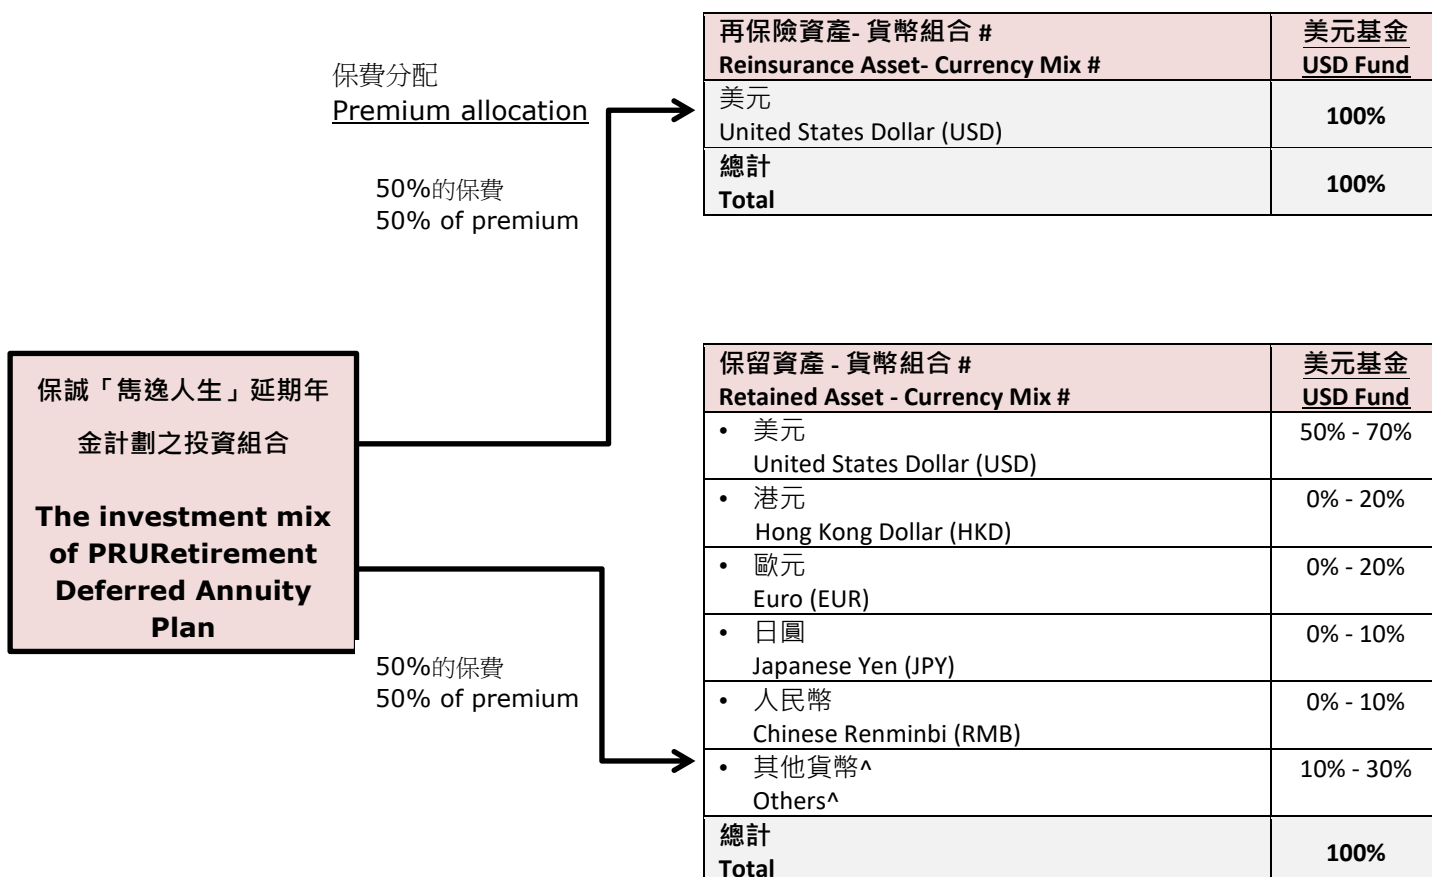 保費分配
Premium allocation
50%的保費
50% of premium
再保險資產- 貨幣組合 # 美元基金
Reinsurance Asset- Currency Mix # USD Fund
美元
United States Dollar (USD) 100%
總計
Total 100%
保誠「雋逸人生」延期年
金計劃之投資組合
The investment mix
of PRURetirement
Deferred Annuity
Plan
50%的保費
50% of premium
保留資產 - 貨幣組合 # 美元基金
Retained Asset - Currency Mix # USD Fund
• 美元 50% - 70%
United States Dollar (USD)
• 港元 0% - 20%
Hong Kong Dollar (HKD)
• 歐元 0% - 20%
Euro (EUR)
• 日圓 0% - 10%
Japanese Yen (JPY)
• 人民幣 0% - 10%
Chinese Renminbi (RMB)
• 其他貨幣^ 10% - 30%
Others^
總計
Total 100%